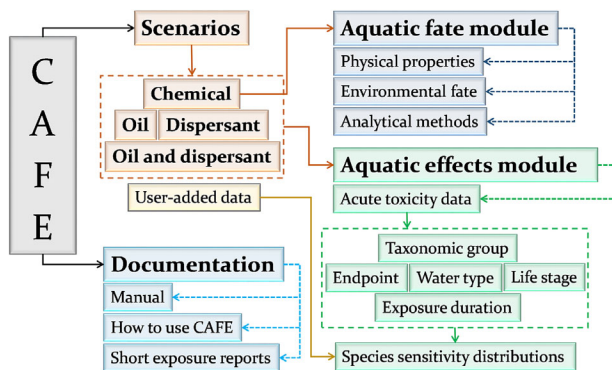 C
A
F
E
Scenarios
Chemical
Oil
Dispersant
Oil and dispersant
User-added data
Documentation
Manual
How to use CAFE
Short exposure reports
Aquatic fate module
Physical properties
Environmental fate
Analytical methods
Aquatic effects module
Acute toxicity data
Taxonomic group
Endpoint
Water type
Life stage
Exposure duration
Species sensitivity distributions